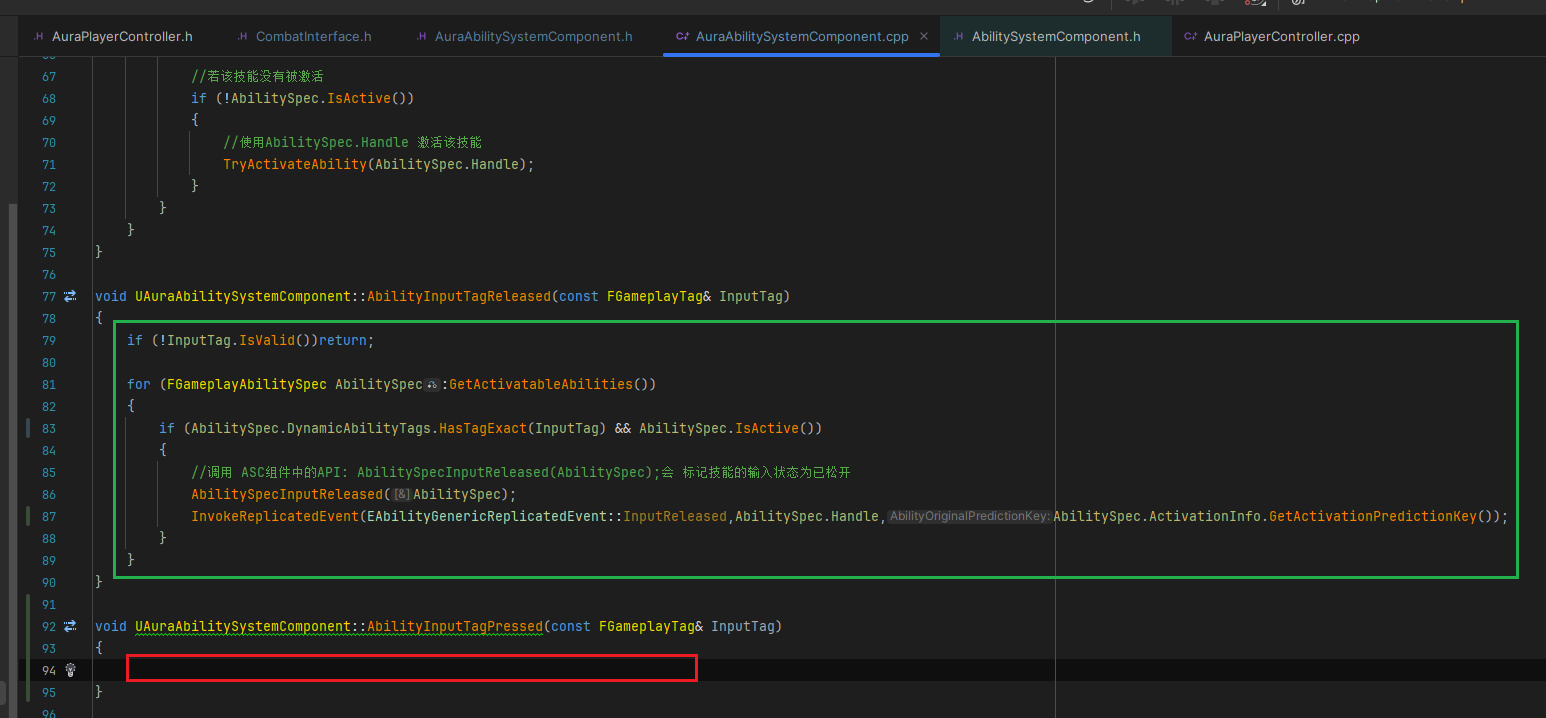 AuraPlayerController.h CombatInterface.h AuraAbilitySystemComponent.h AuraAbilitySystemComponent.cpp AbilitySystemComponent.h AuraPlayerController.cpp
67 //若该技能没有被激活
68 if (!AbilitySpec.IsActive())
69 {
70 //使用AbilitySpec.Handle 激活该技能
71 TryActivateAbility(AbilitySpec.Handle);
72 }
73 }
74 }
75 }
76
77 void UAuraAbilitySystemComponent::AbilityInputTagReleased(const FGameplayTag& InputTag)
78 {
79 if (!InputTag.IsValid())return;
80
81 for (FGameplayAbilitySpec AbilitySpec :GetActivatableAbilities())
82 {
83 if (AbilitySpec.DynamicAbilityTags.HasTagExact(InputTag) && AbilitySpec.IsActive())
84 {
85 //调用 ASC组件中的API: AbilitySpecInputReleased(AbilitySpec);会 标记技能的输入状态为已松开
86 AbilitySpecInputReleased([&]AbilitySpec);
87 InvokeReplicatedEvent(EAbilityGenericReplicatedEvent::InputReleased,AbilitySpec.Handle,AbilityOriginalPredictionKey:AbilitySpec.ActivationInfo.GetActivationPredictionKey());
88 }
89 }
90 }
91
92 void UAuraAbilitySystemComponent::AbilityInputTagPressed(const FGameplayTag& InputTag)
93 {
94
95 }
96